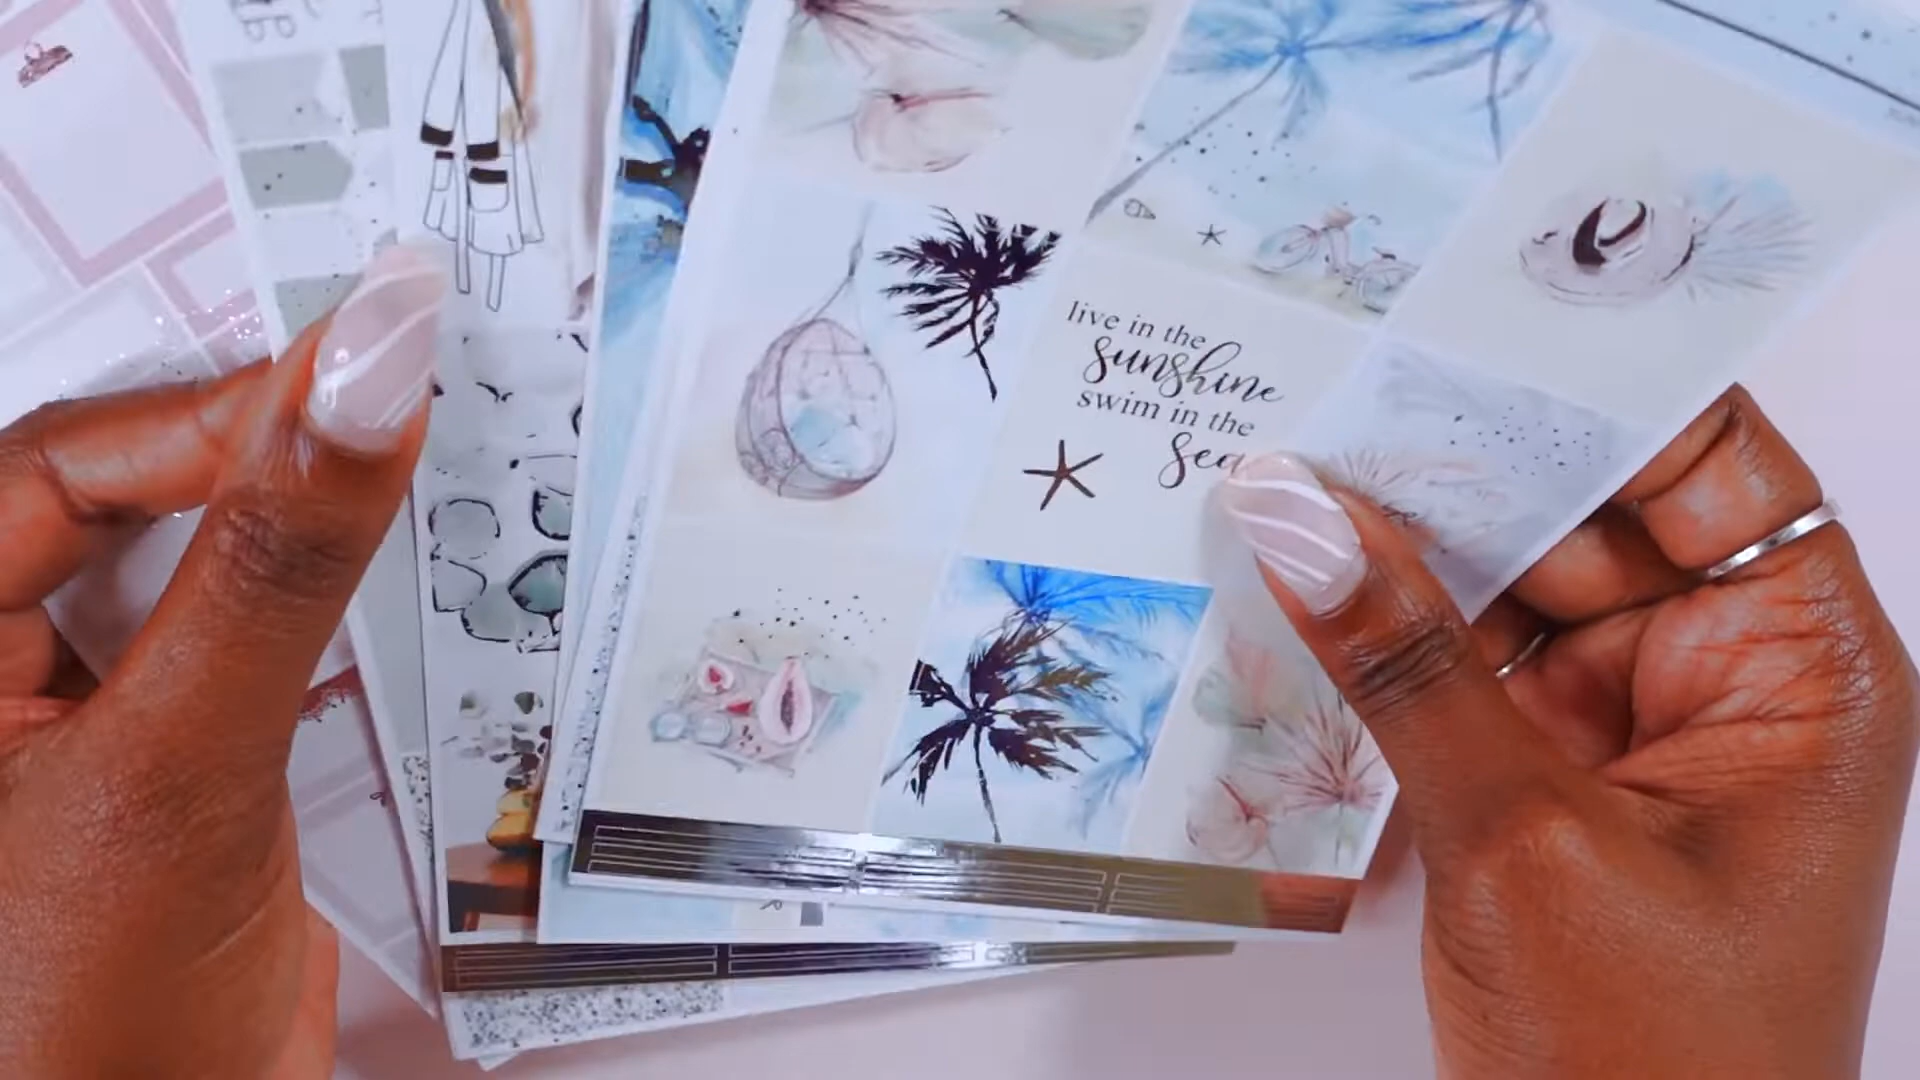 live in the
sunshine
swim in the
Sea